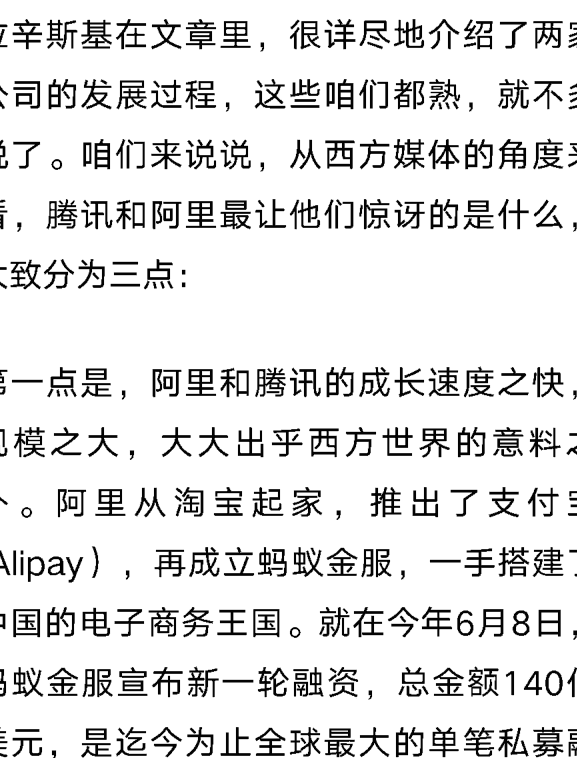 辛斯基在文章里，很详尽地介绍了两家
公司的发展过程，这些咱们都熟，就不多
说了。咱们来说说，从西方媒体的角度来
看，腾讯和阿里最让他们惊讶的是什么，
大致分为三点：
第一点是，阿里和腾讯的成长速度之快，
规模之大，大大出乎西方世界的意料之
外。阿里从淘宝起家，推出了支付宝
Alipay），再成立蚂蚁金服，一手搭建了
中国的电子商务王国。就在今年6月8日，
蚂蚁金服宣布新一轮融资，总金额140亿
美元，是迄今为止全球最大的单笔私募融